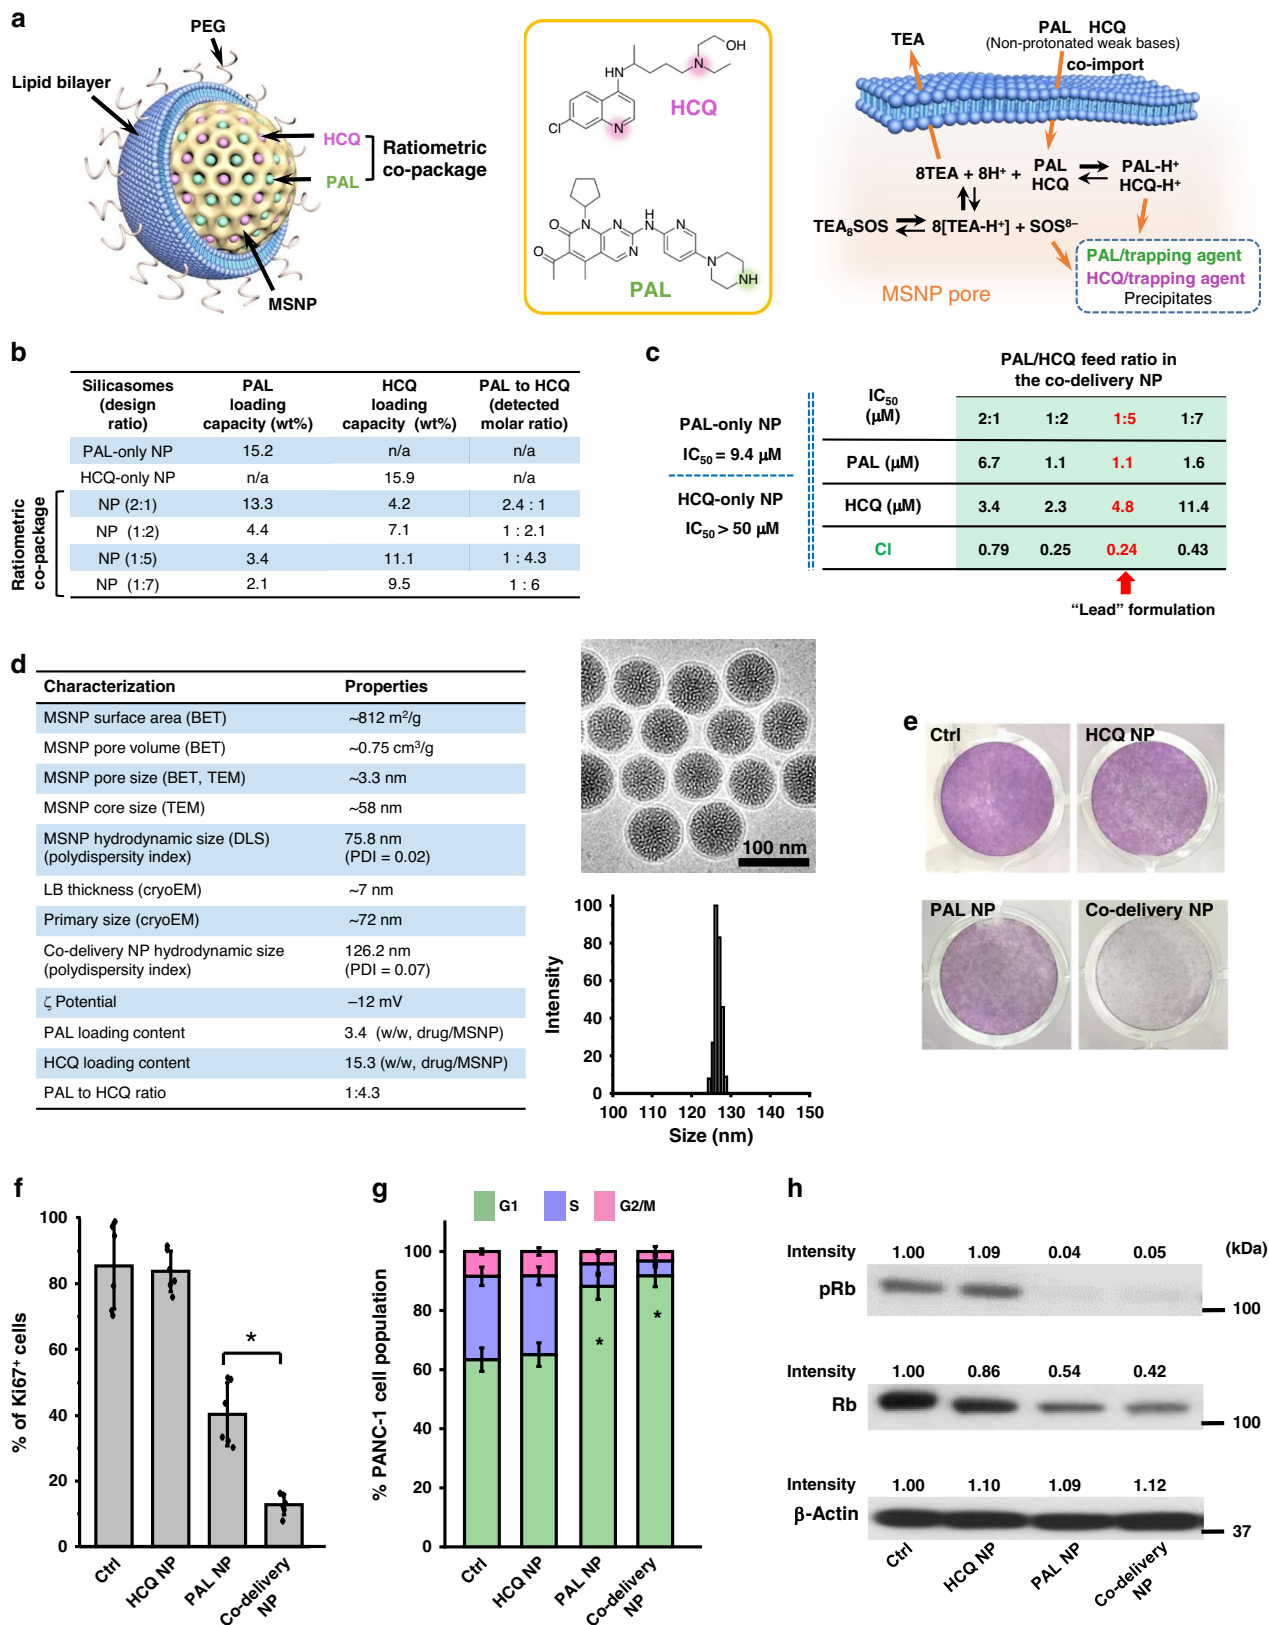 a
PEG
Lipid bilayer
HCQ
PAL
Ratiometric
co-package
MSNP
OH
N
HN
Cl
N
HCQ
O
N
N
H
N
N
O
N
N
NH
PAL
TEA
PAL HCQ
(Non-protonated weak bases)
co-import
8TEA + 8H⁺ +
PAL
HCQ
PAL-H⁺
HCQ-H⁺
TEA₈SOS
8[TEA-H⁺] + SOS⁸⁻
PAL/trapping agent
HCQ/trapping agent
Precipitates
MSNP pore
b
Silicasomes (design ratio) PAL loading capacity (wt%) HCQ loading capacity (wt%) PAL to HCQ (detected molar ratio)
PAL-only NP 15.2 n/a n/a
HCQ-only NP n/a 15.9 n/a
NP (2:1) 13.3 4.2 2.4 : 1
NP (1:2) 4.4 7.1 1 : 2.1
NP (1:5) 3.4 11.1 1 : 4.3
NP (1:7) 2.1 9.5 1 : 6
Ratiometric
co-package
c
PAL-only NP
IC₅₀ = 9.4 μM
HCQ-only NP
IC₅₀ > 50 μM
PAL/HCQ feed ratio in
the co-delivery NP
IC₅₀ (μM) 2:1 1:2 1:5 1:7
PAL (μM) 6.7 1.1 1.1 1.6
HCQ (μM) 3.4 2.3 4.8 11.4
CI 0.79 0.25 0.24 0.43
“Lead” formulation
d
Characterization Properties
MSNP surface area (BET) ~812 m²/g
MSNP pore volume (BET) ~0.75 cm³/g
MSNP pore size (BET, TEM) ~3.3 nm
MSNP core size (TEM) ~58 nm
MSNP hydrodynamic size (DLS) 75.8 nm
(polydispersity index) (PDI = 0.02)
LB thickness (cryoEM) ~7 nm
Primary size (cryoEM) ~72 nm
Co-delivery NP hydrodynamic size 126.2 nm
(polydispersity index) (PDI = 0.07)
ζ Potential –12 mV
PAL loading content 3.4 (w/w, drug/MSNP)
HCQ loading content 15.3 (w/w, drug/MSNP)
PAL to HCQ ratio 1:4.3
100 nm
Intensity
100
80
60
40
20
0
100 110 120 130 140 150
Size (nm)
e
Ctrl
HCQ NP
PAL NP
Co-delivery NP
f
% of Ki67⁺ cells
100
80
60
40
20
0
*
Ctrl
HCQ NP
PAL NP
Co-delivery
NP
g
G1 S G2/M
% PANC-1 cell population
100
80
60
40
20
0
*
*
Ctrl
HCQ NP
PAL NP
Co-delivery
NP
h
Intensity 1.00 1.09 0.04 0.05 (kDa)
pRb
100
Intensity 1.00 0.86 0.54 0.42
Rb
100
Intensity 1.00 1.10 1.09 1.12
β-Actin
37
Ctrl
HCQ NP
PAL NP
Co-delivery
NP